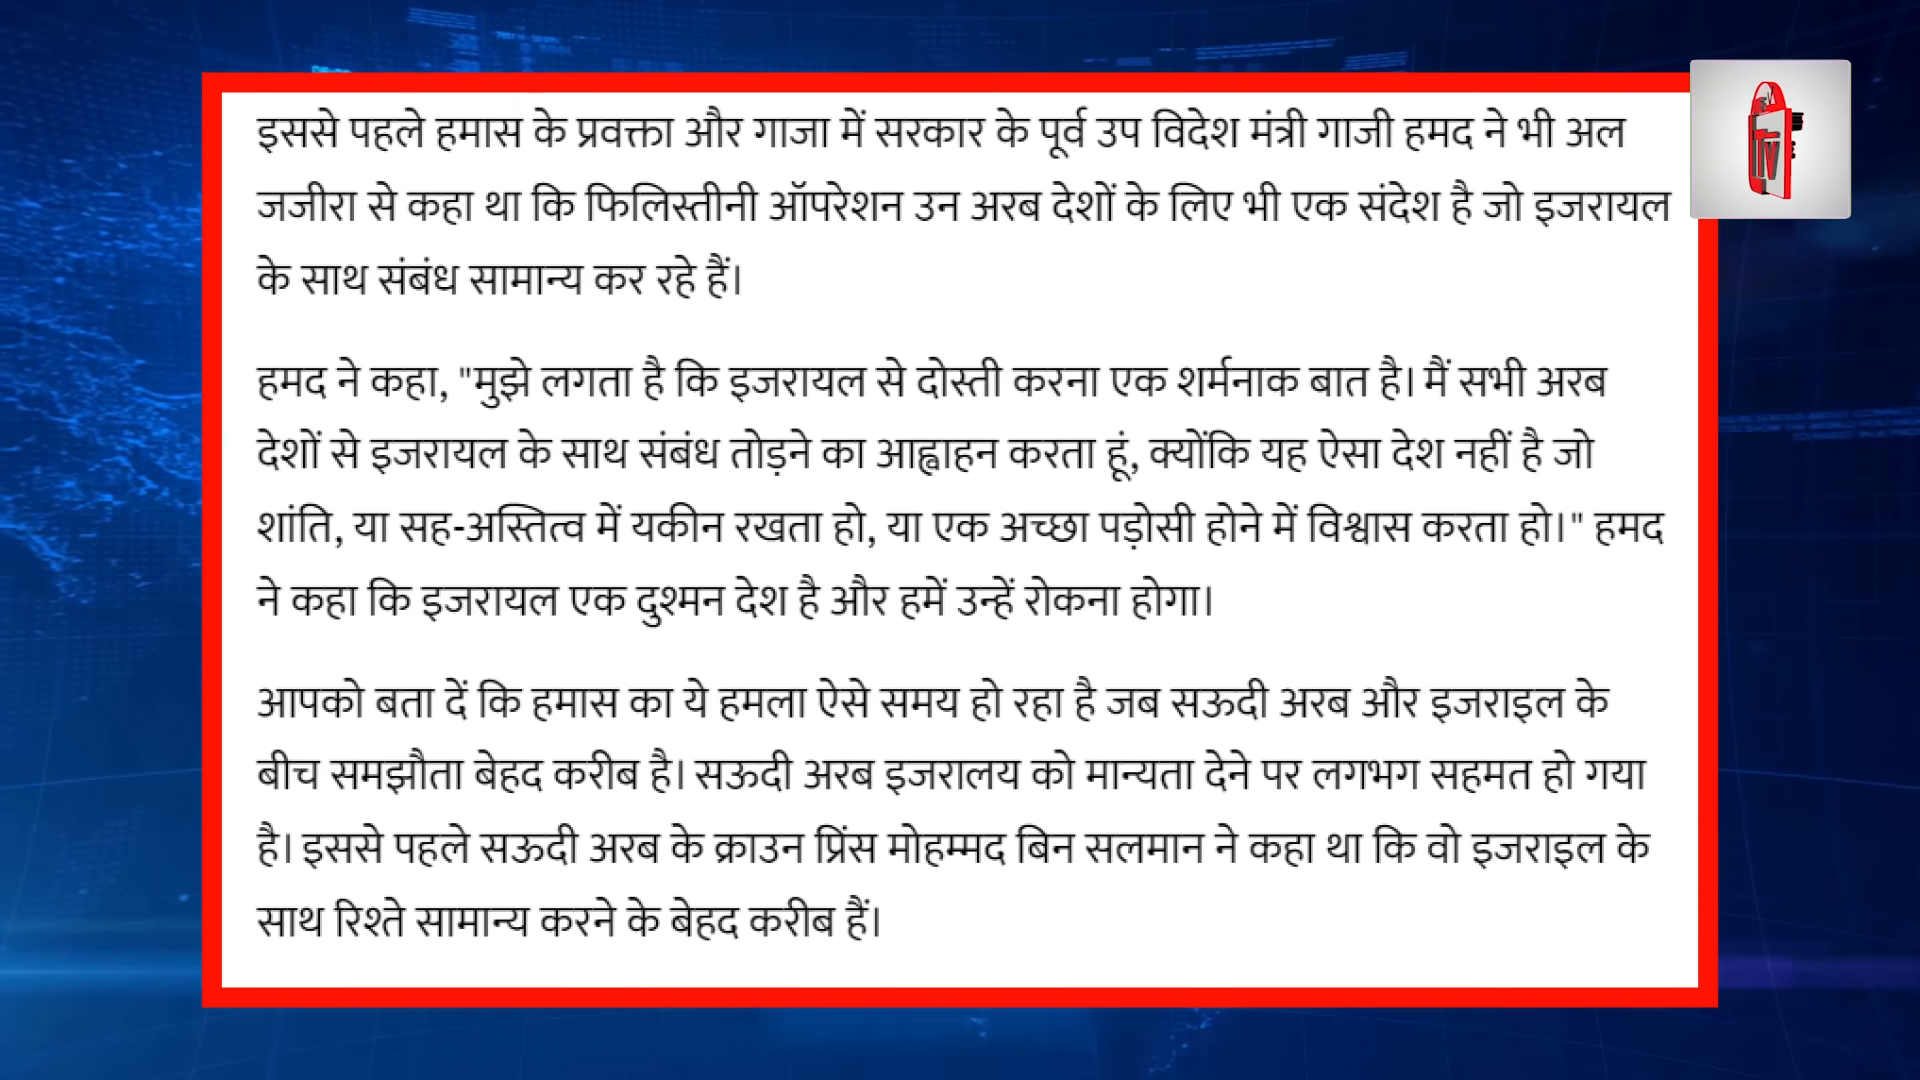 इससे पहले हमास के प्रवक्ता और गाजा में सरकार के पूर्व उप विदेश मंत्री गाजी हमद ने भी अल
जजीरा से कहा था कि फिलिस्तीनी ऑपरेशन उन अरब देशों के लिए भी एक संदेश है जो इजरायल
के साथ संबंध सामान्य कर रहे हैं।
हमद ने कहा, "मुझे लगता है कि इजरायल से दोस्ती करना एक शर्मनाक बात है। मैं सभी अरब
देशों से इजरायल के साथ संबंध तोड़ने का आह्वाहन करता हूं, क्योंकि यह ऐसा देश नहीं है जो
शांति, या सह-अस्तित्व में यकीन रखता हो, या एक अच्छा पड़ोसी होने में विश्वास करता हो।" हमद
ने कहा कि इजरायल एक दुश्मन देश है और हमें उन्हें रोकना होगा।
आपको बता दें कि हमास का ये हमला ऐसे समय हो रहा है जब सऊदी अरब और इजराइल के
बीच समझौता बेहद करीब है। सऊदी अरब इजरालय को मान्यता देने पर लगभग सहमत हो गया
है। इससे पहले सऊदी अरब के क्राउन प्रिंस मोहम्मद बिन सलमान ने कहा था कि वो इजराइल के
साथ रिश्ते सामान्य करने के बेहद करीब हैं।